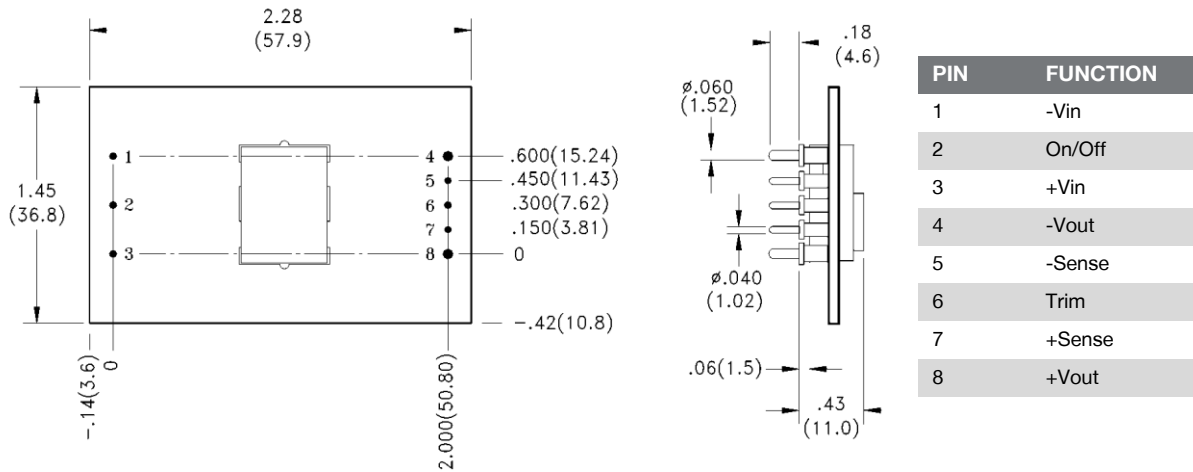 2.28
(57.9)
1.45
(36.8)
1
2
3
4
5
6
7
8
.600(15.24)
.450(11.43)
.300(7.62)
.150(3.81)
0
-.42(10.8)
-.14(3.6)
0
2.000(50.80)
.18
(4.6)
ø.060
(1.52)
ø.040
(1.02)
.06(1.5)
.43
(11.0)
PIN FUNCTION
1 -Vin
2 On/Off
3 +Vin
4 -Vout
5 -Sense
6 Trim
7 +Sense
8 +Vout